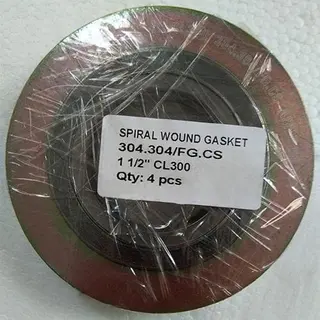 SPIRAL WOUND GASKET
304.304/FG.CS
1 1/2" CL300
Qty: 4 pcs